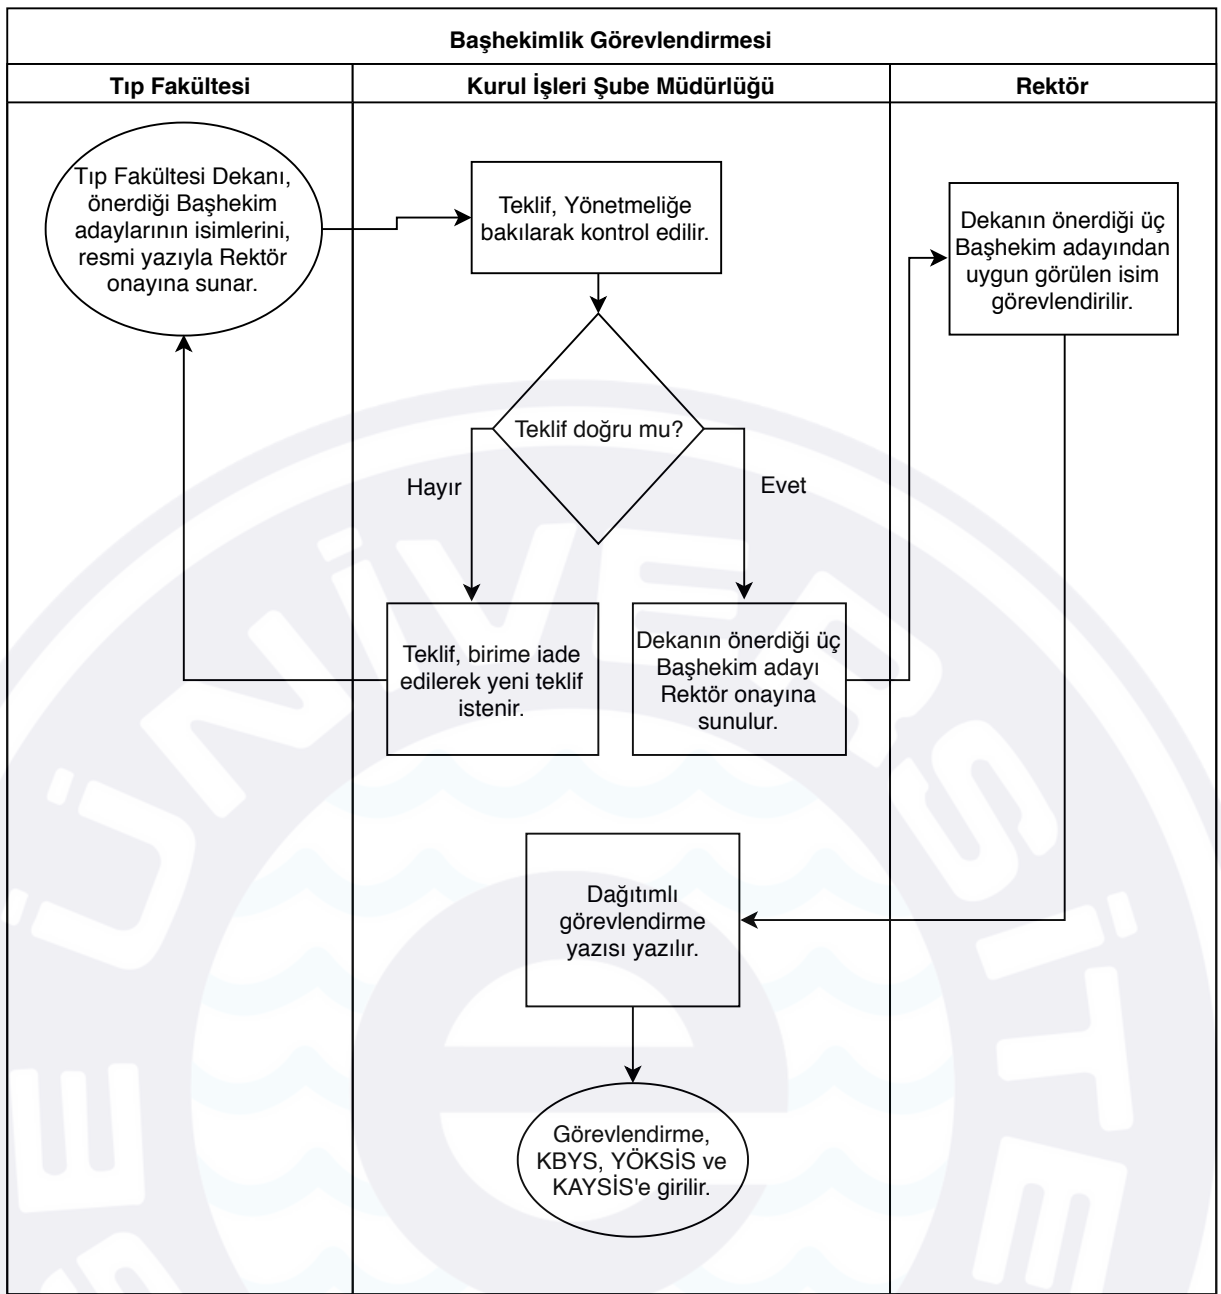 Başhekimlik Görevlendirmesi
Tıp Fakültesi
Kurul İşleri Şube Müdürlüğü
Rektör
Tıp Fakültesi Dekanı,
önerdiği Başhekim
adaylarının isimlerini,
resmi yazıyla Rektör
onayına sunar.
Teklif, Yönetmeliğe
bakılarak kontrol edilir.
Dekanın önerdiği üç
Başhekim adayından
uygun görülen isim
görevlendirilir.
Teklif doğru mu?
Hayır
Evet
Teklif, birime iade
edilerek yeni teklif
istenir.
Dekanın önerdiği üç
Başhekim adayı
Rektör onayına
sunulur.
Dağıtımlı
görevlendirme
yazısı yazılır.
Görevlendirme,
KBYS, YÖKSİS ve
KAYSİS'e girilir.
E ÜNİVERSİTE